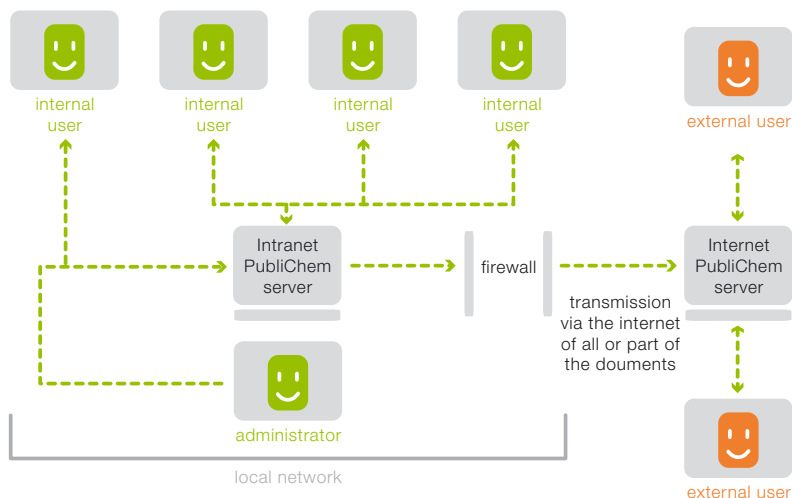 internal
user
internal
user
internal
user
internal
user
external user
Intranet
PubliChem
server
firewall
transmission
via the internet
of all or part of
the douments
Internet
PubliChem
server
administrator
local network
external user